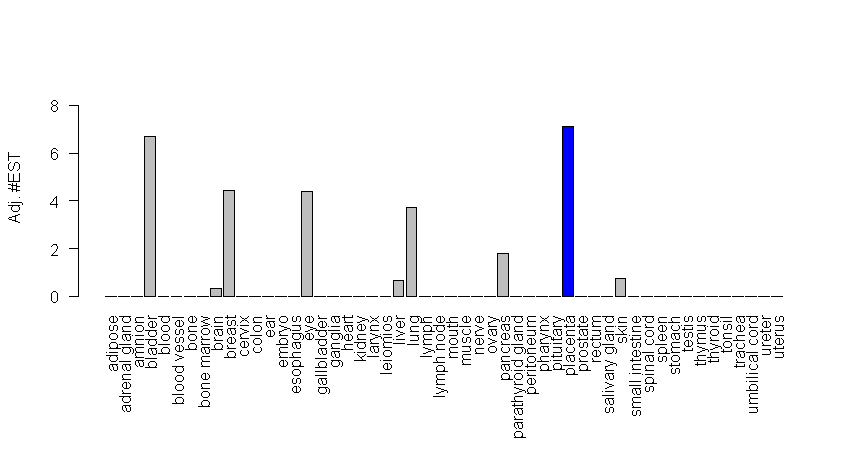 Adj. #EST
8
6
4
2
0
adipose
adrenal gland
amnion
bladder
blood
blood vessel
bone
bone marrow
brain
breast
cervix
colon
ear
embryo
esophagus
eye
gallbladder
ganglia
heart
kidney
larynx
leiomios
liver
lung
lymph
lymph node
mouth
muscle
nerve
ovary
pancreas
parathyroid gland
peritoneum
pharynx
pituitary
placenta
prostate
rectum
salivary gland
skin
small intestine
spinal cord
spleen
stomach
testis
thymus
thyroid
tonsil
trachea
umbilical cord
ureter
uterus